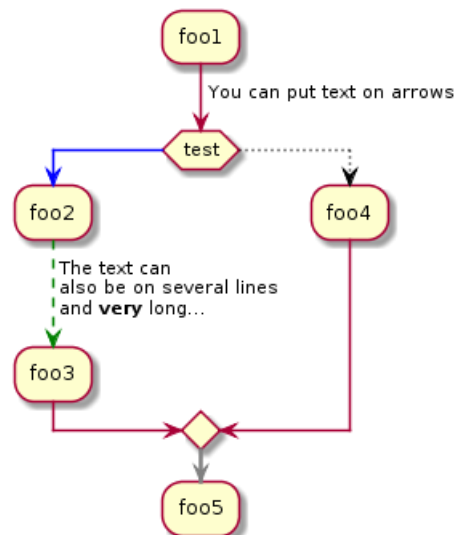 foo1
You can put text on arrows
test
foo2
foo4
The text can
also be on several lines
and very long...
foo3
foo5